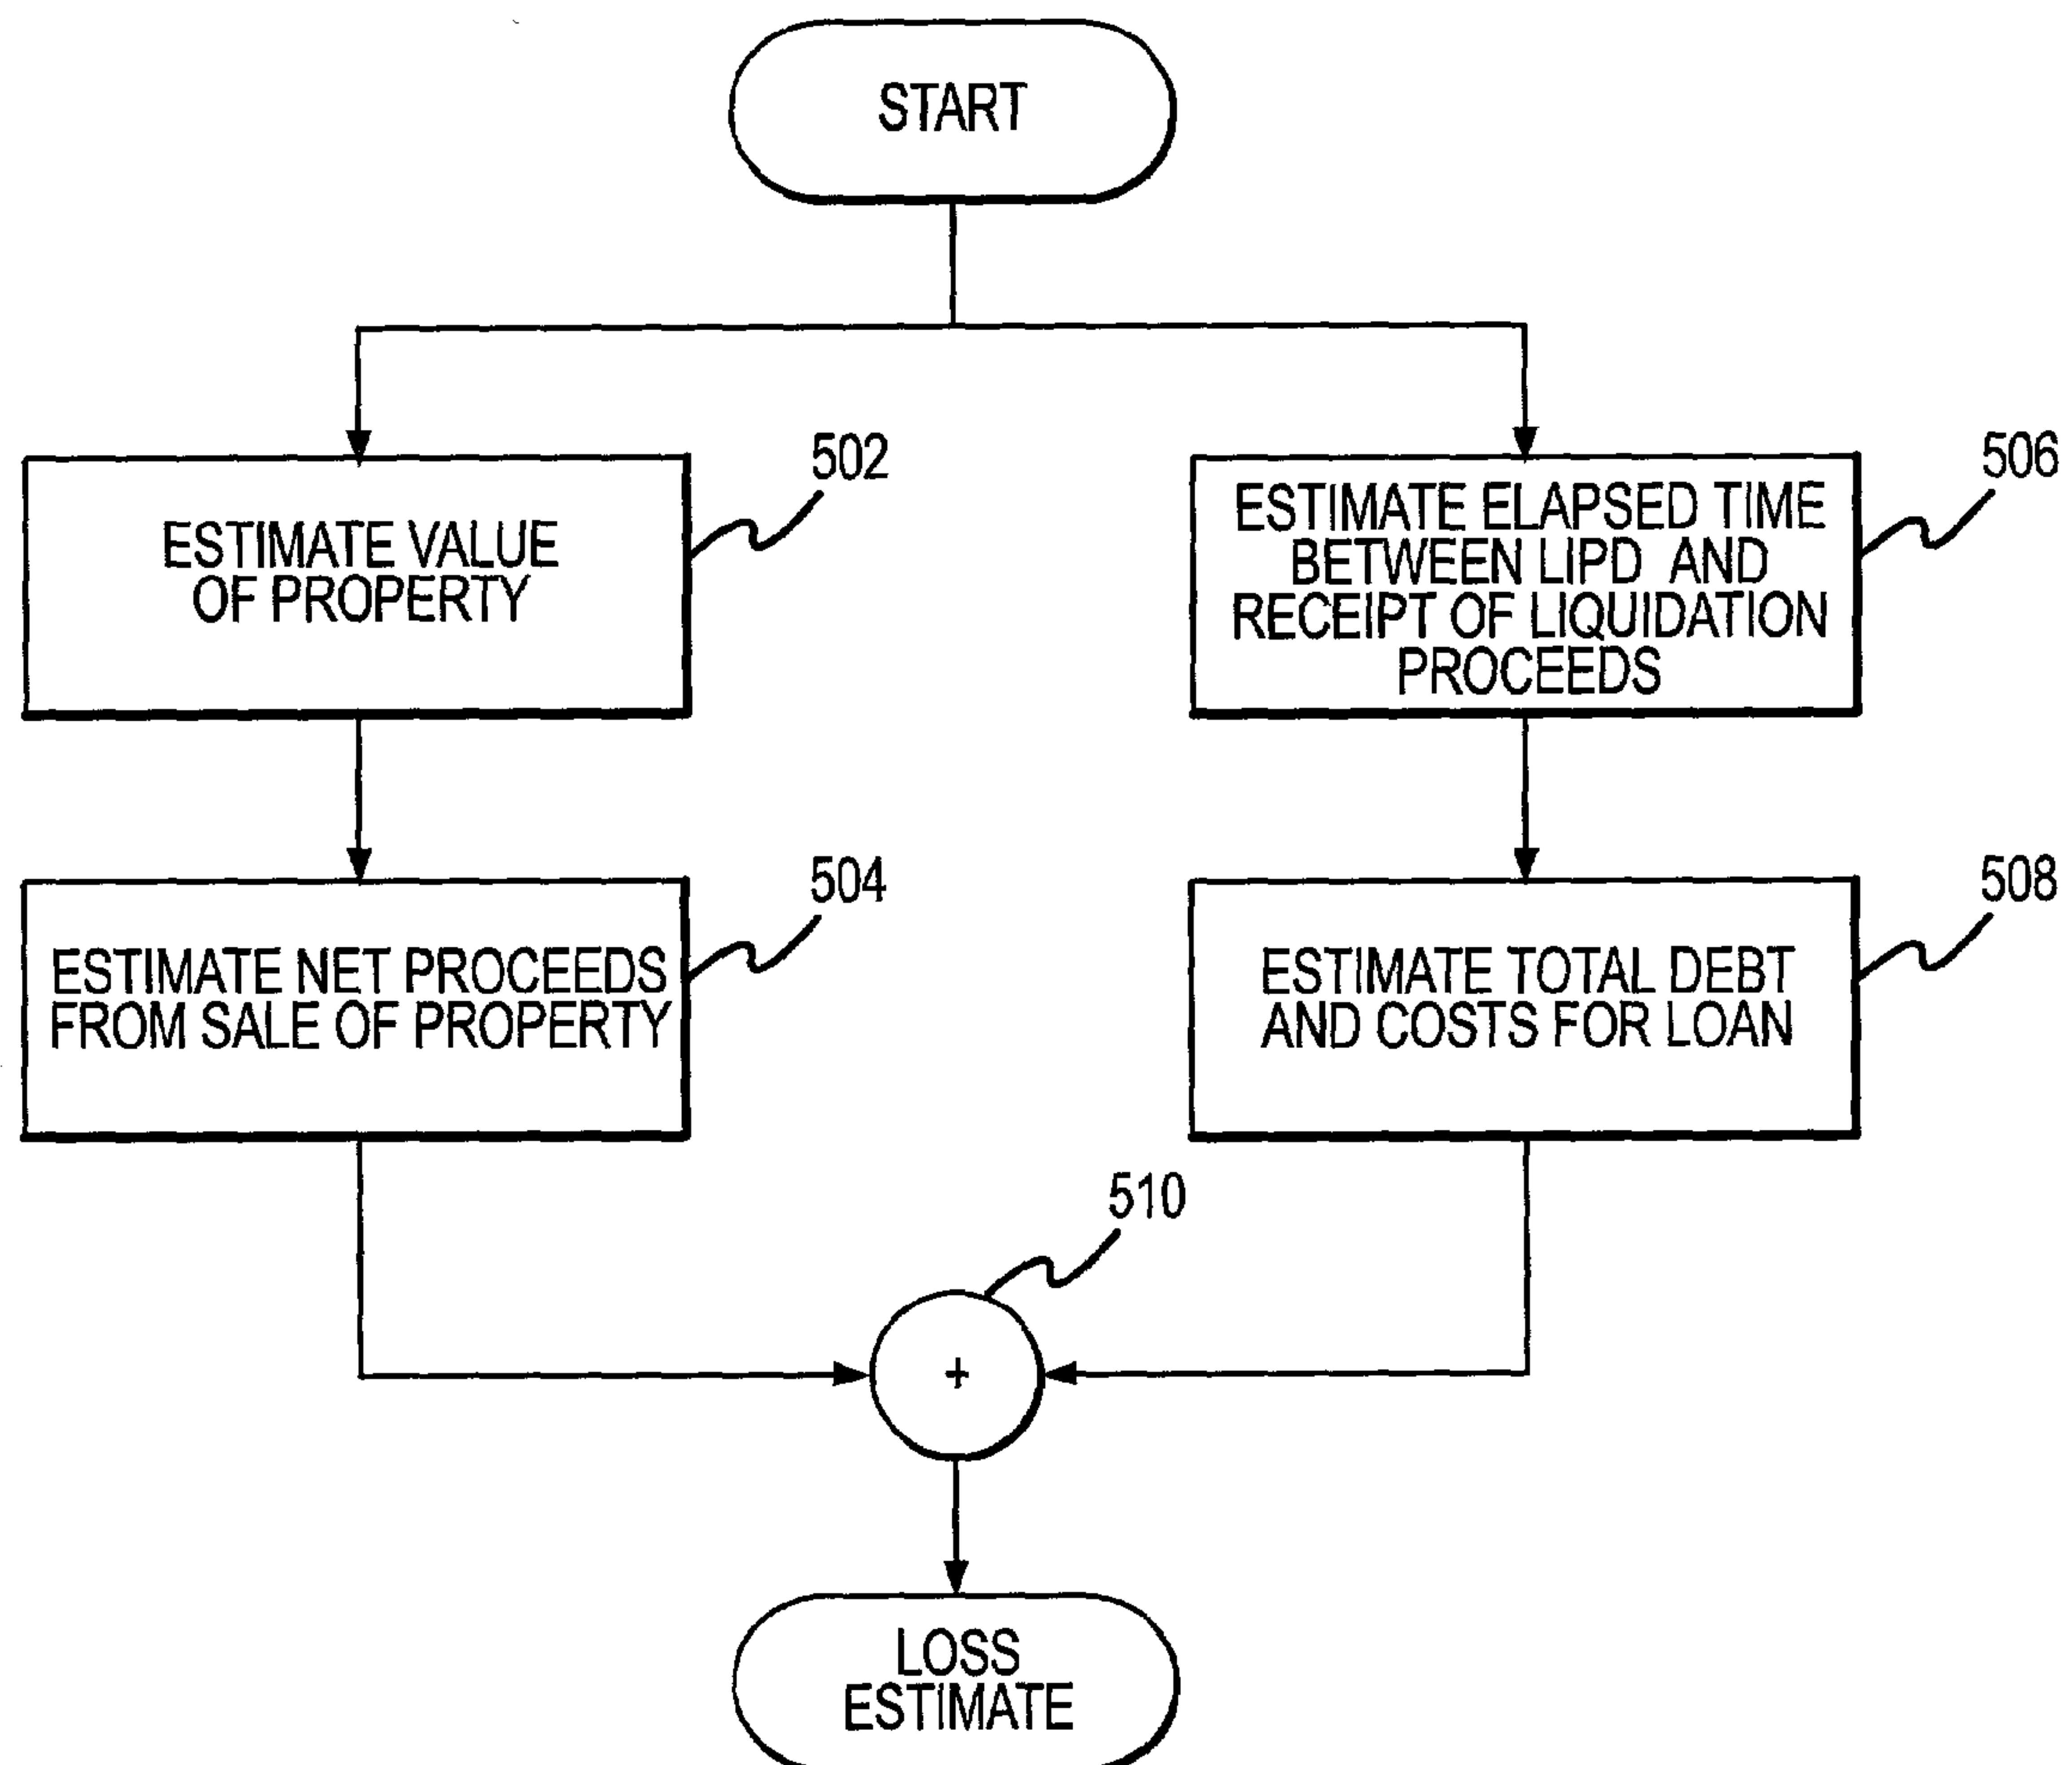 START
502
ESTIMATE VALUE
OF PROPERTY
506
ESTIMATE ELAPSED TIME
BETWEEN LIPD AND
RECEIPT OF LIQUIDATION
PROCEEDS
504
ESTIMATE NET PROCEEDS
FROM SALE OF PROPERTY
508
ESTIMATE TOTAL DEBT
AND COSTS FOR LOAN
510
+
LOSS
ESTIMATE